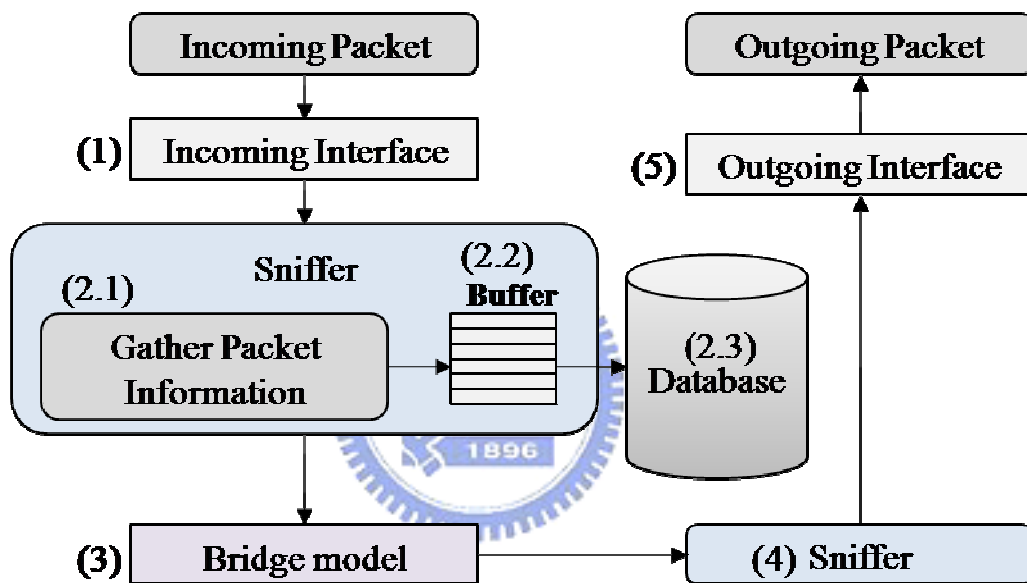 Incoming Packet
(1) Incoming Interface
Sniffer
(2.1)
Gather Packet
Information
(2.2)
Buffer
(2.3)
Database
1896
(3) Bridge model
(4) Sniffer
(5) Outgoing Interface
Outgoing Packet